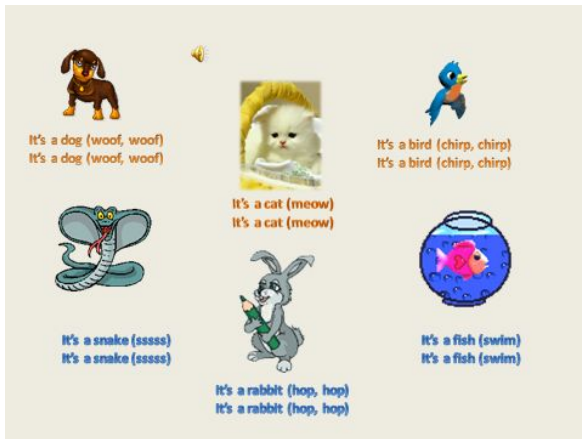 It's a dog (woof, woof)
It's a dog (woof, woof)
It's a cat (meow)
It's a cat (meow)
It's a bird (chirp, chirp)
It's a bird (chirp, chirp)
It's a snake (sssss)
It's a snake (sssss)
It's a rabbit (hop, hop)
It's a rabbit (hop, hop)
It's a fish (swim)
It's a fish (swim)